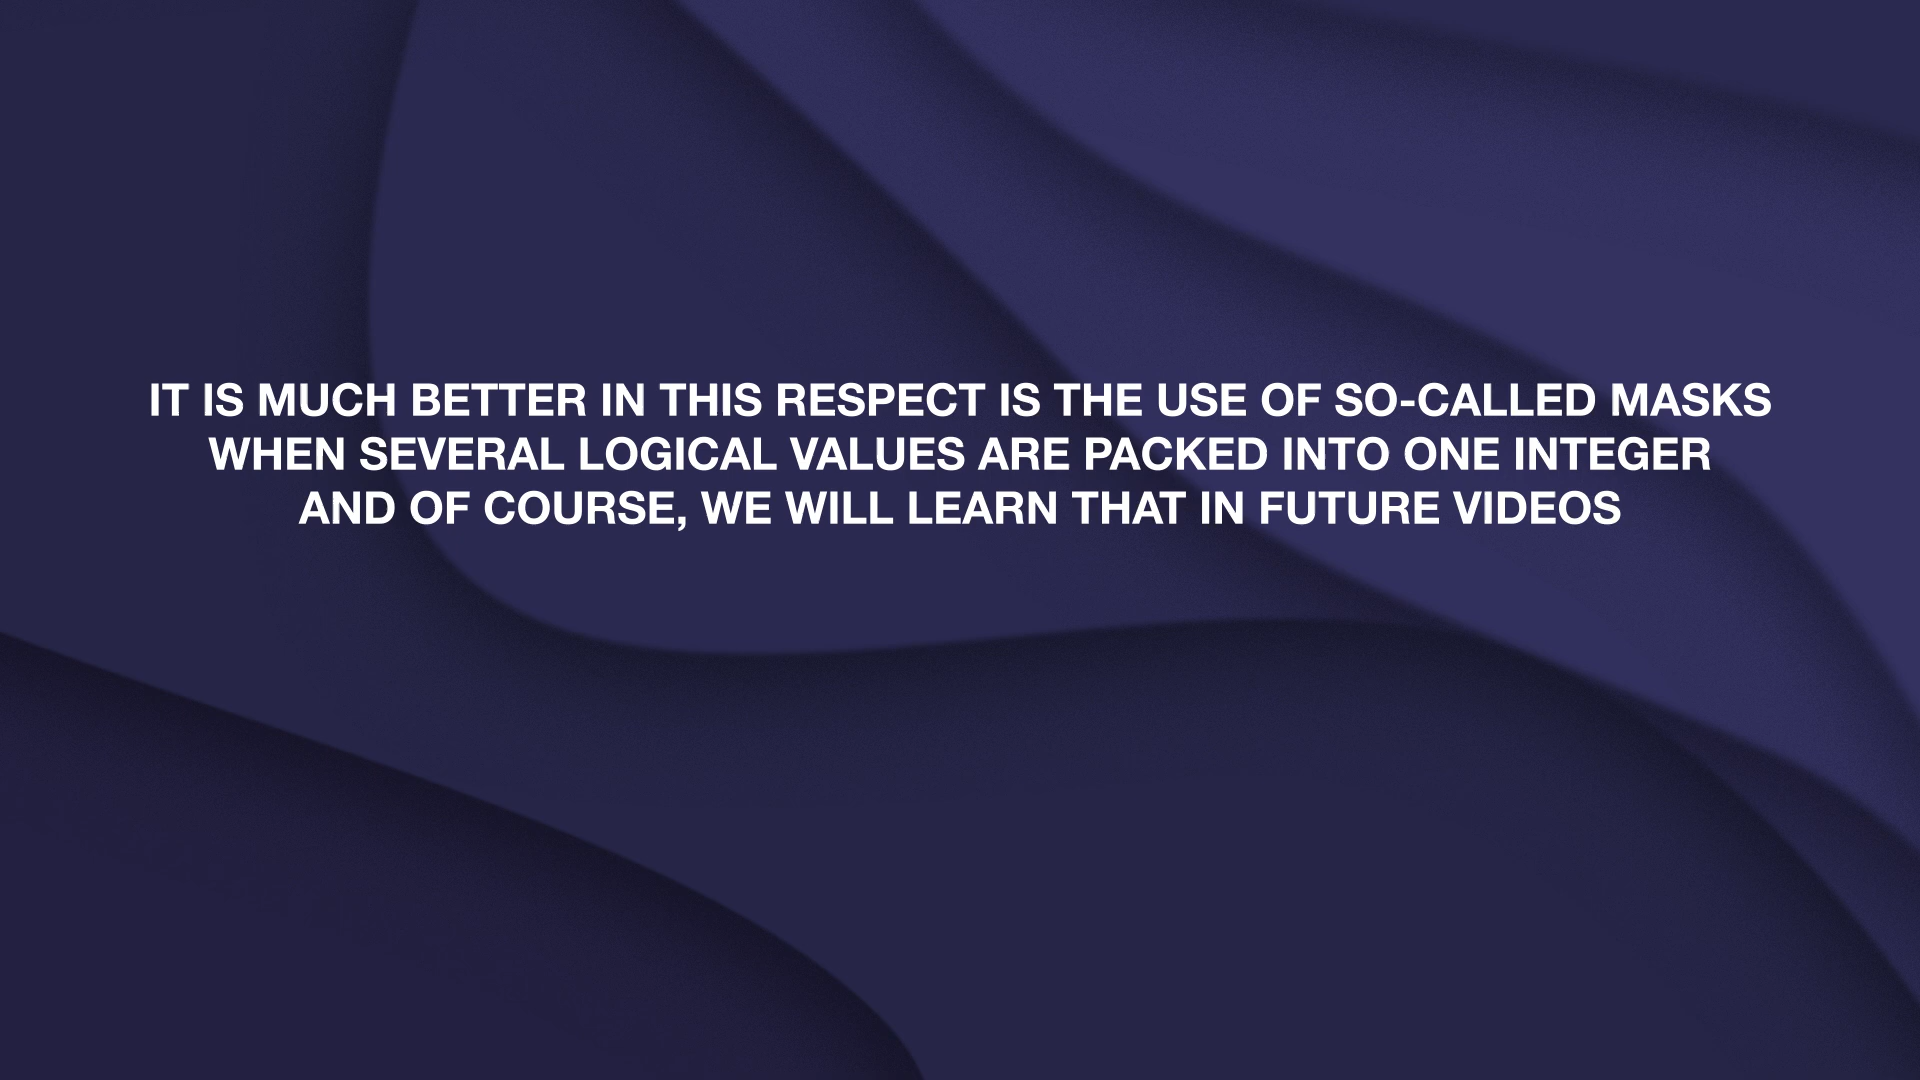 IT IS MUCH BETTER IN THIS RESPECT IS THE USE OF SO-CALLED MASKS
WHEN SEVERAL LOGICAL VALUES ARE PACKED INTO ONE INTEGER
AND OF COURSE, WE WILL LEARN THAT IN FUTURE VIDEOS